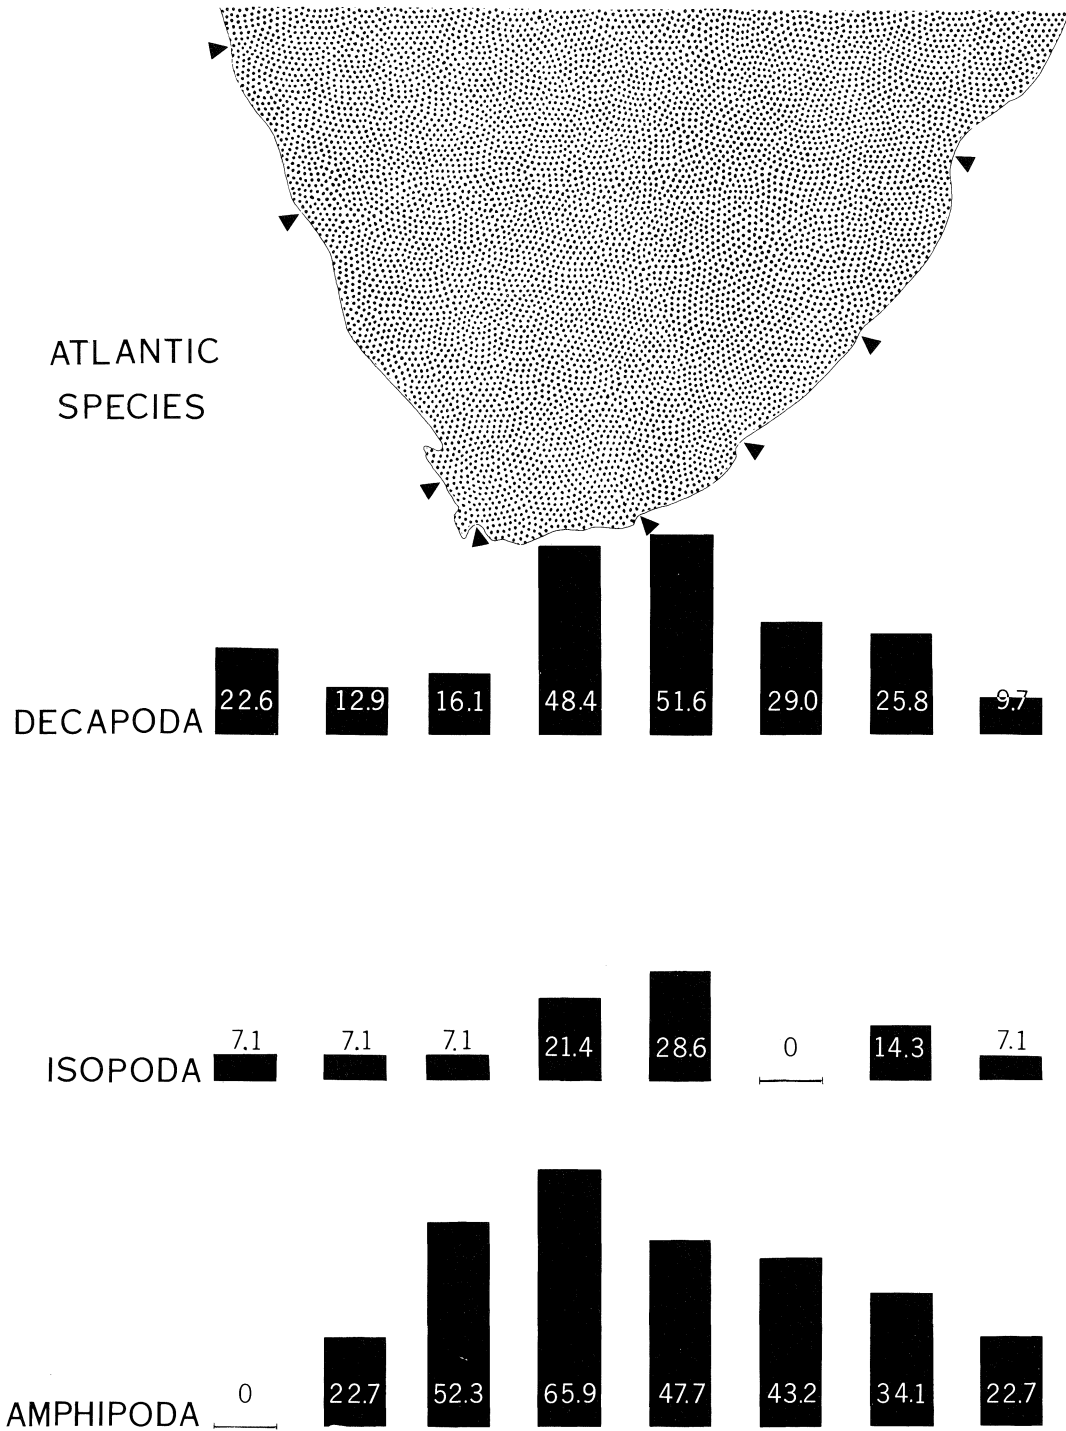 ATLANTIC
SPECIES
22.6 12.9 16.1 48.4 51.6 29.0 25.8 9.7
DECAPODA
7.1 7.1 7.1 21.4 28.6 0 14.3 7.1
ISOPODA
0 22.7 52.3 65.9 47.7 43.2 34.1 22.7
AMPHIPODA